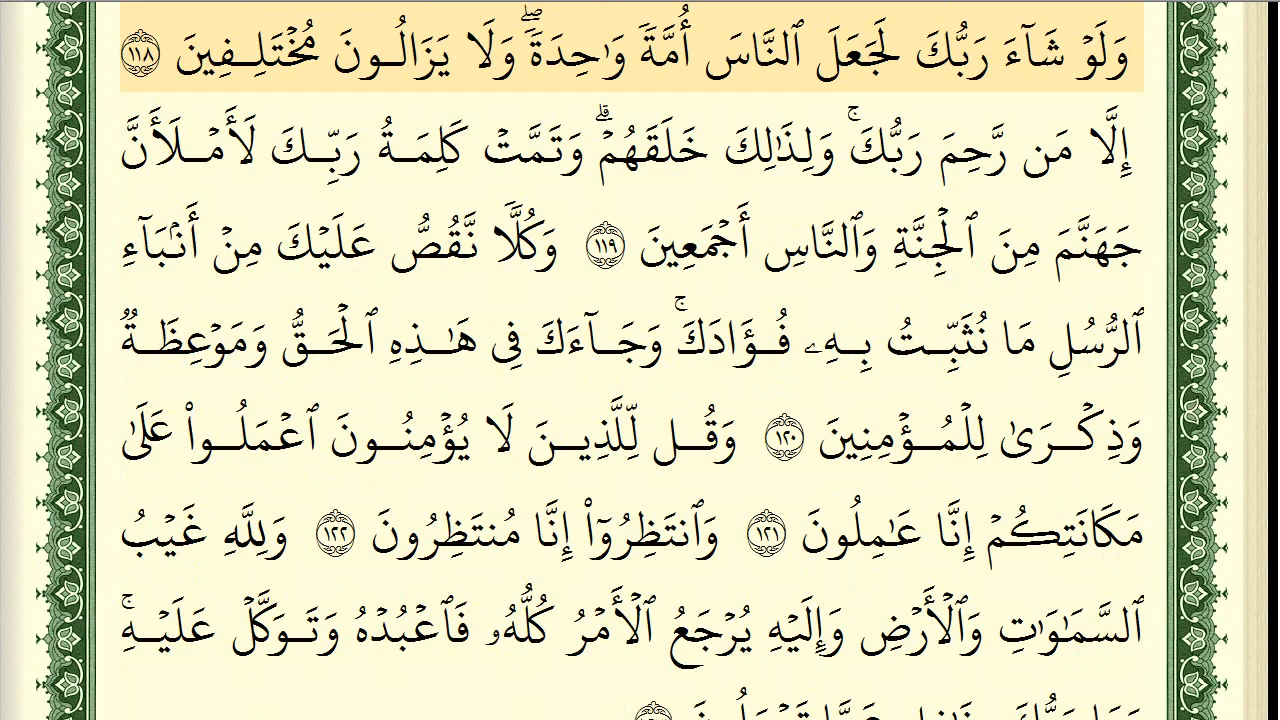 وَلَوۡ شَآءَ رَبُّكَ لَجَعَلَ ٱلنَّاسَ أُمَّةٗ وَٰحِدَةٗۖ وَلَا يَزَالُونَ مُخۡتَلِفِينَ ١١٨
إِلَّا مَن رَّحِمَ رَبُّكَۚ وَلِذَٰلِكَ خَلَقَهُمۡۗ وَتَمَّتۡ كَلِمَةُ رَبِّكَ لَأَمۡلَأَنَّ
جَهَنَّمَ مِنَ ٱلۡجِنَّةِ وَٱلنَّاسِ أَجۡمَعِينَ ١١٩ وَكُلّٗا نَّقُصُّ عَلَيۡكَ مِنۡ أَنۢبَآءِ
ٱلرُّسُلِ مَا نُثَبِّتُ بِهِۦ فُؤَادَكَۚ وَجَآءَكَ فِي هَٰذِهِ ٱلۡحَقُّ وَمَوۡعِظَةٞ
وَذِكۡرَىٰ لِلۡمُؤۡمِنِينَ ١٢٠ وَقُل لِّلَّذِينَ لَا يُؤۡمِنُونَ ٱعۡمَلُواْ عَلَىٰ
مَكَانَتِكُمۡ إِنَّا عَٰمِلُونَ ١٢١ وَٱنتَظِرُوٓاْ إِنَّا مُنتَظِرُونَ ١٢٢ وَلِلَّهِ غَيۡبُ
ٱلسَّمَٰوَٰتِ وَٱلۡأَرۡضِ وَإِلَيۡهِ يُرۡجَعُ ٱلۡأَمۡرُ كُلُّهُۥ فَٱعۡبُدۡهُ وَتَوَكَّلۡ عَلَيۡهِۚ